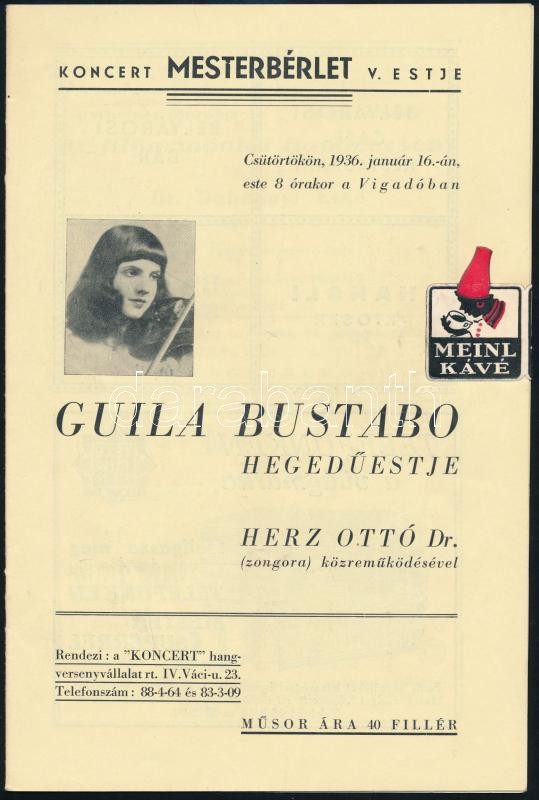 KONCERT MESTERBÉRLET V. ESTJE
Csütörtökön, 1936. január 16.-án,
este 8 órakor a Vigadóban
MEINL
KÁVÉ
darabanth
GUILA BUSTABO
HEGEDŰESTJE
HERZ OTTÓ Dr.
(zongora) közreműködésével
Rendezi : a "KONCERT" hang-
versenyvállalat rt. IV. Váci-u. 23.
Telefonszám : 88-4-64 és 83-3-09
MŰSOR ÁRA 40 FILLÉR